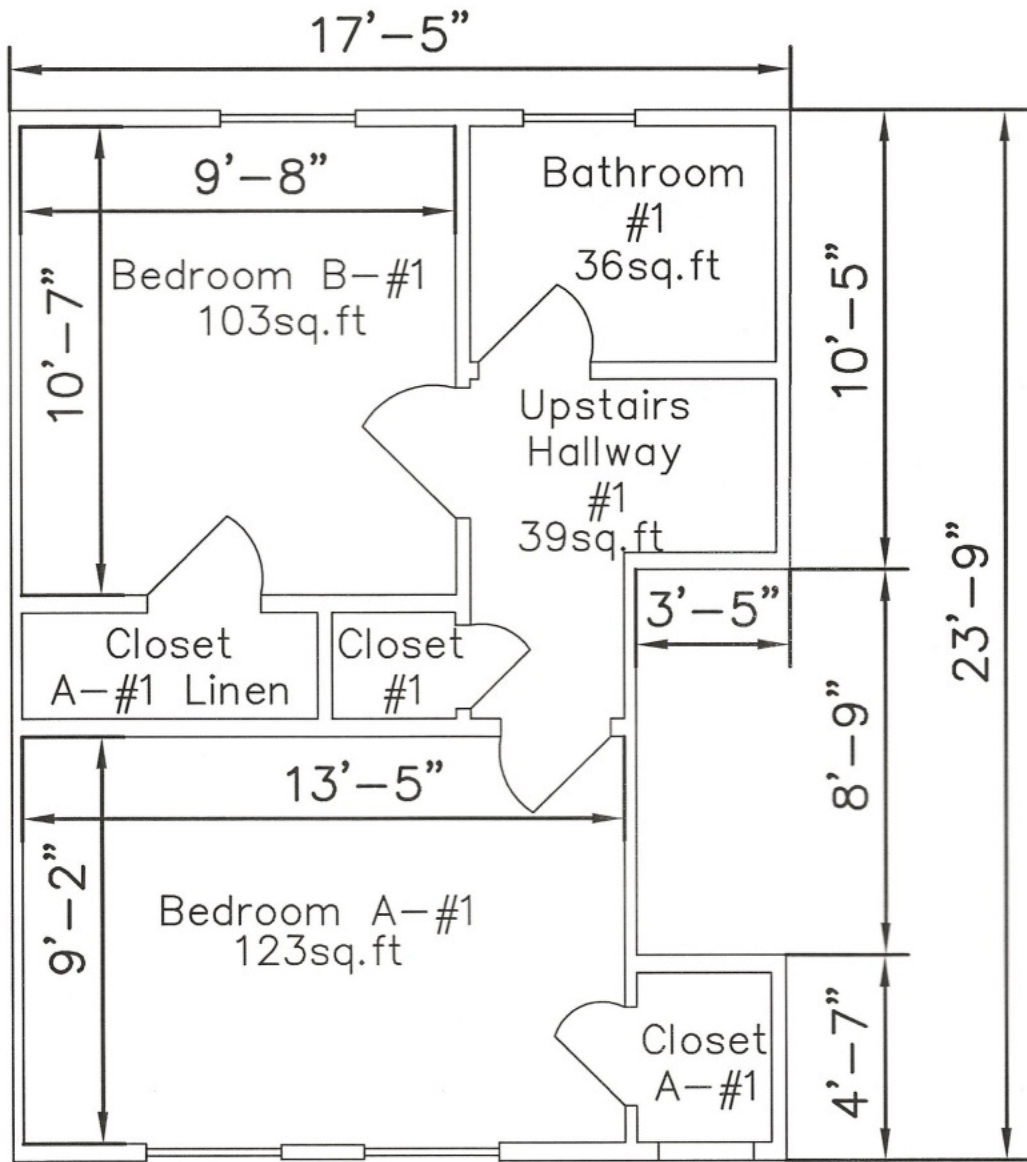 17'-5"
9'-8"
Bathroom
#1
36sq.ft
Bedroom B-#1
103sq.ft
10'-7"
10'-5"
Upstairs
Hallway
#1
39sq.ft
23'-9"
3'-5"
Closet
A-#1 Linen
Closet
#1
8'-9"
13'-5"
9'-2"
Bedroom A-#1
123sq.ft
Closet
A-#1
4'-7"